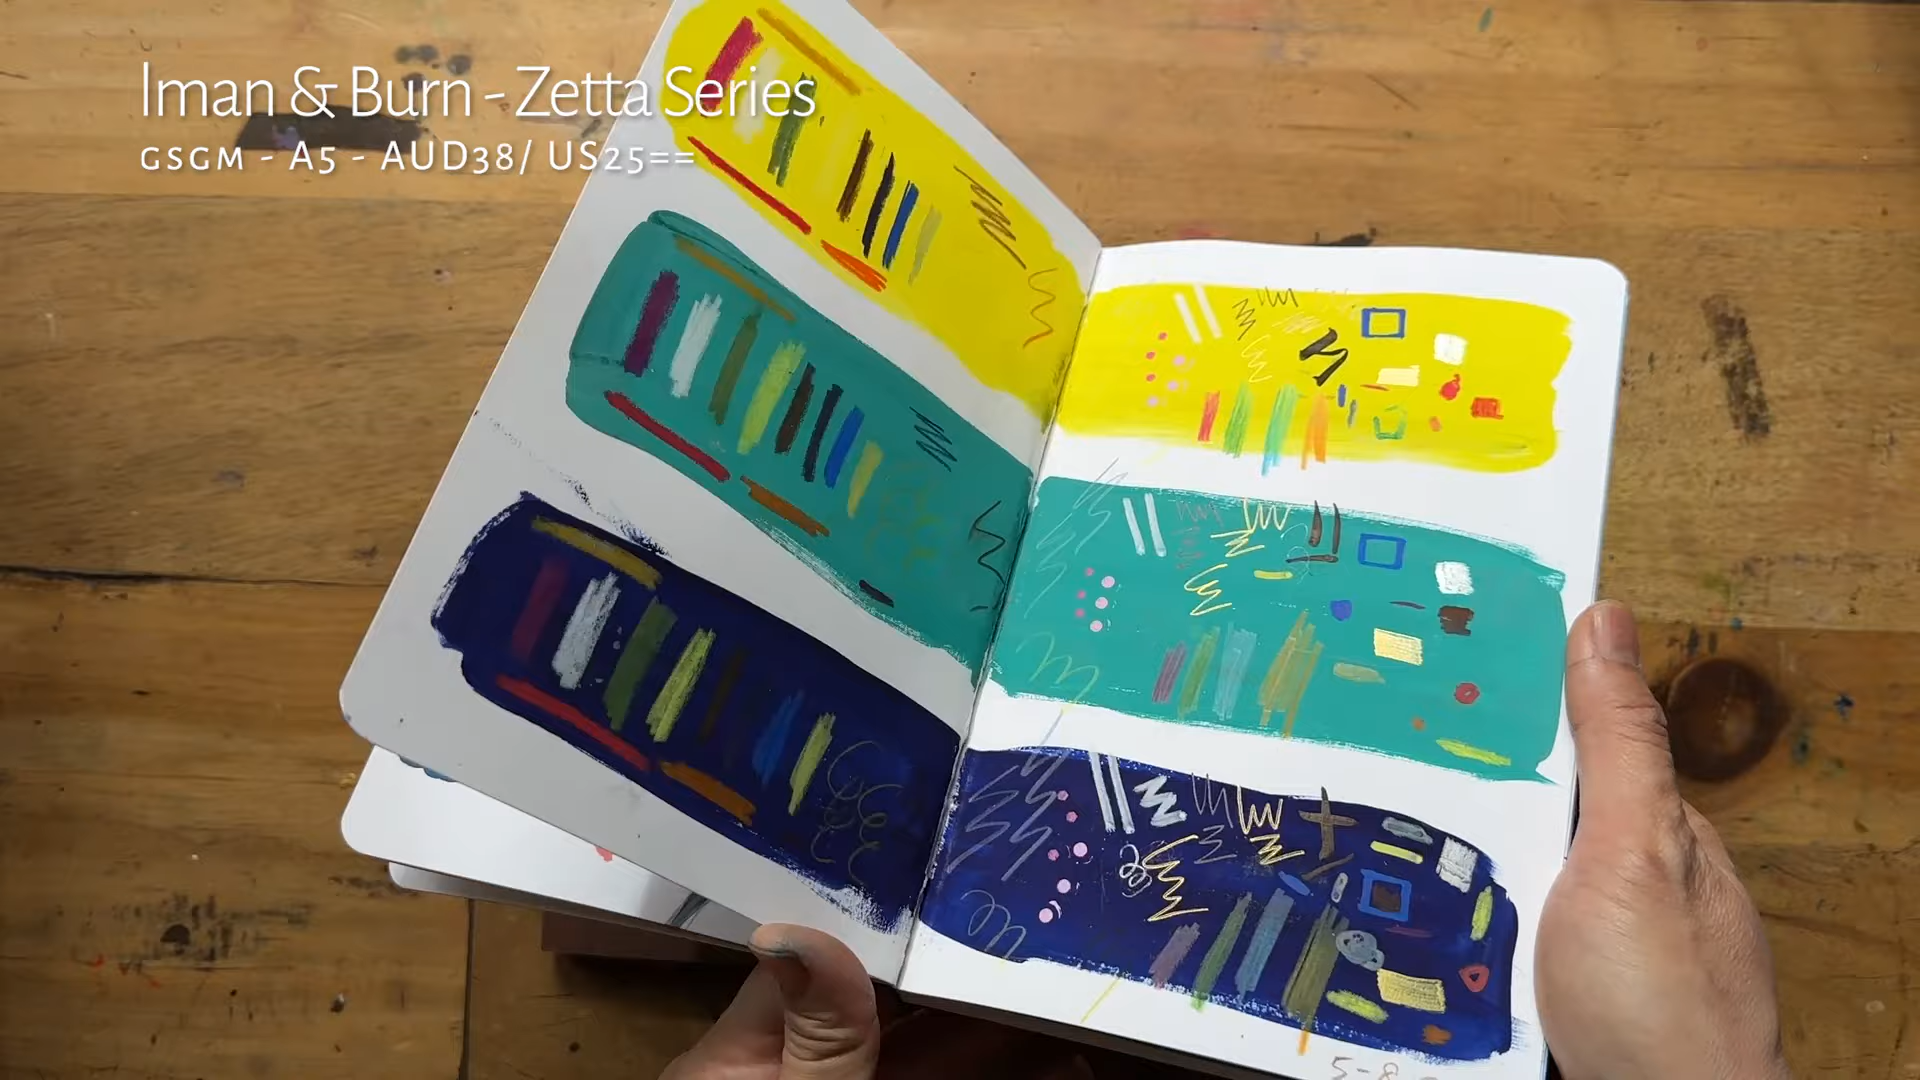 Iman & Burn - Zetta Series
GSGM - A5 - AUD38/ US25==